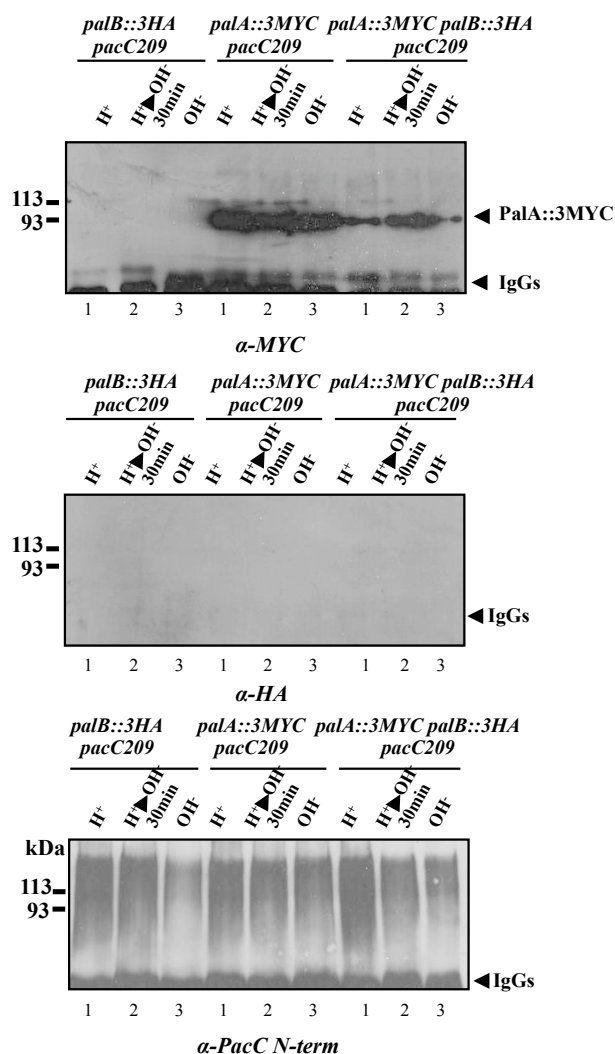 palB::3HA palA::3MYC palA::3MYC palB::3HA
pacC209 pacC209 pacC209
H⁺ H⁺►OH⁻ 30min OH⁻ H⁺ H⁺►OH⁻ 30min OH⁻ H⁺ H⁺►OH⁻ 30min OH⁻
113
93
◄ PalA::3MYC
◄ IgGs
1 2 3 1 2 3 1 2 3
α-MYC
palB::3HA palA::3MYC palA::3MYC palB::3HA
pacC209 pacC209 pacC209
H⁺ H⁺►OH⁻ 30min OH⁻ H⁺ H⁺►OH⁻ 30min OH⁻ H⁺ H⁺►OH⁻ 30min OH⁻
113
93
◄ IgGs
1 2 3 1 2 3 1 2 3
α-HA
palB::3HA palA::3MYC palA::3MYC palB::3HA
pacC209 pacC209 pacC209
H⁺ H⁺►OH⁻ 30min OH⁻ H⁺ H⁺►OH⁻ 30min OH⁻ H⁺ H⁺►OH⁻ 30min OH⁻
kDa
113
93
◄ IgGs
1 2 3 1 2 3 1 2 3
α-PacC N-term